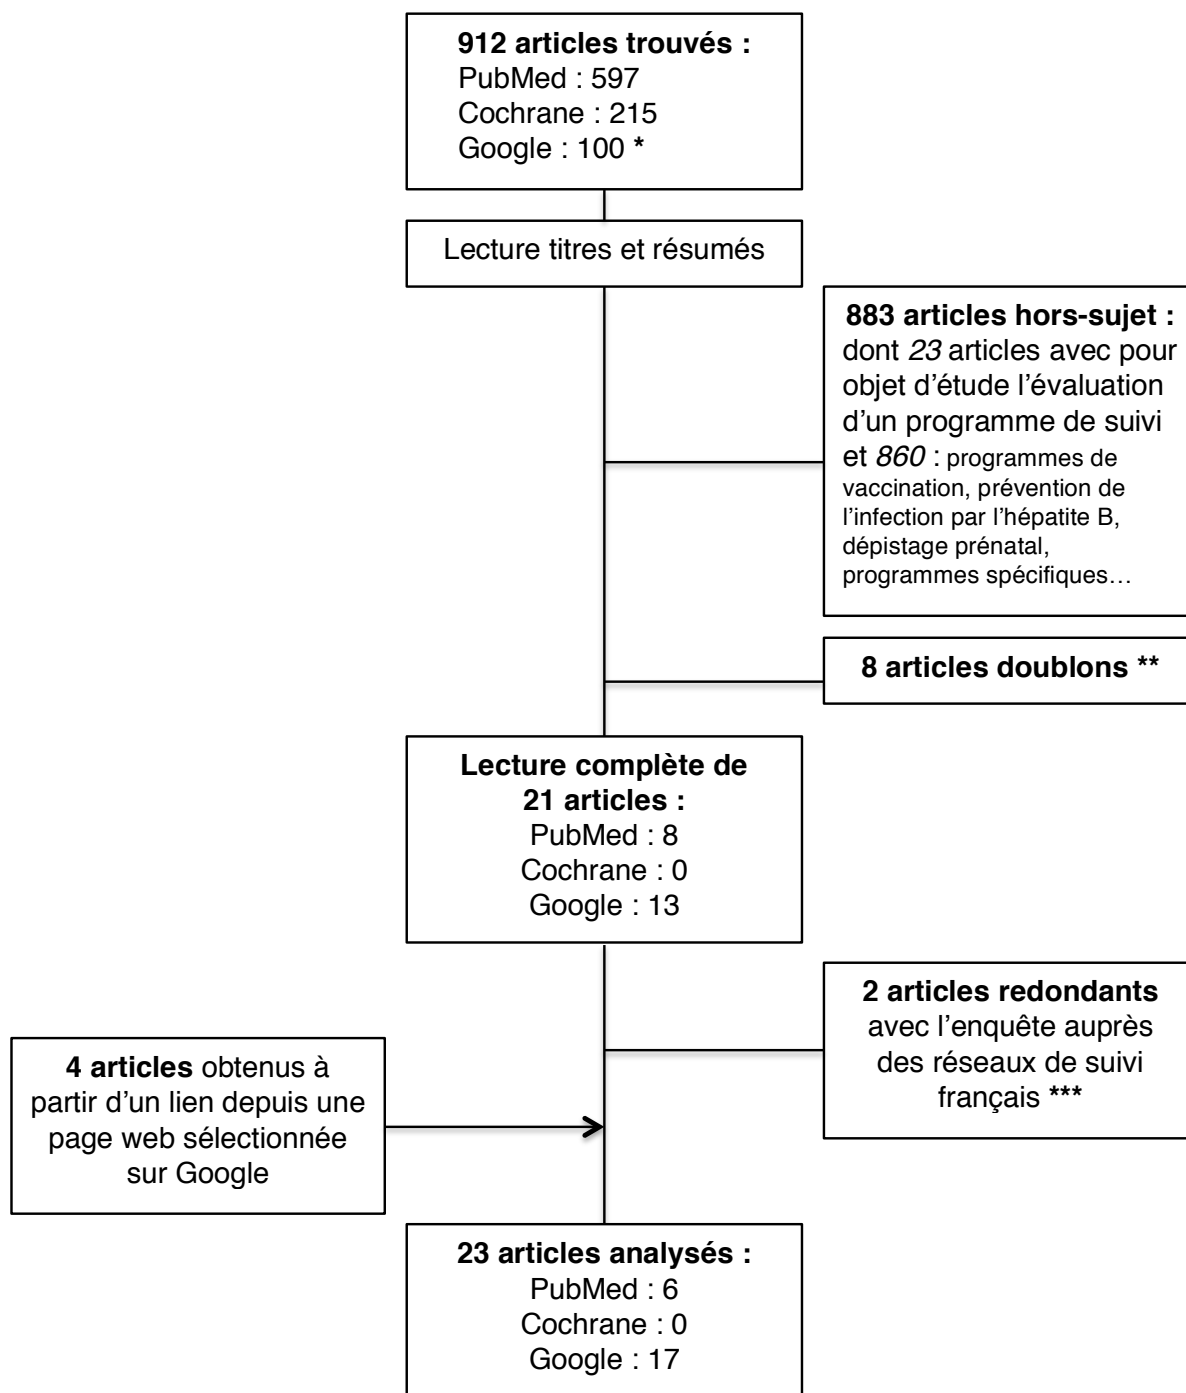 912 articles trouvés :
PubMed : 597
Cochrane : 215
Google : 100 *
Lecture titres et résumés
883 articles hors-sujet :
dont 23 articles avec pour
objet d’étude l’évaluation
d’un programme de suivi
et 860 : programmes de
vaccination, prévention de
l’infection par l’hépatite B,
dépistage prénatal,
programmes spécifiques…
8 articles doublons **
Lecture complète de
21 articles :
PubMed : 8
Cochrane : 0
Google : 13
2 articles redondants
avec l’enquête auprès
des réseaux de suivi
français ***
4 articles obtenus à
partir d’un lien depuis une
page web sélectionnée
sur Google
23 articles analysés :
PubMed : 6
Cochrane : 0
Google : 17